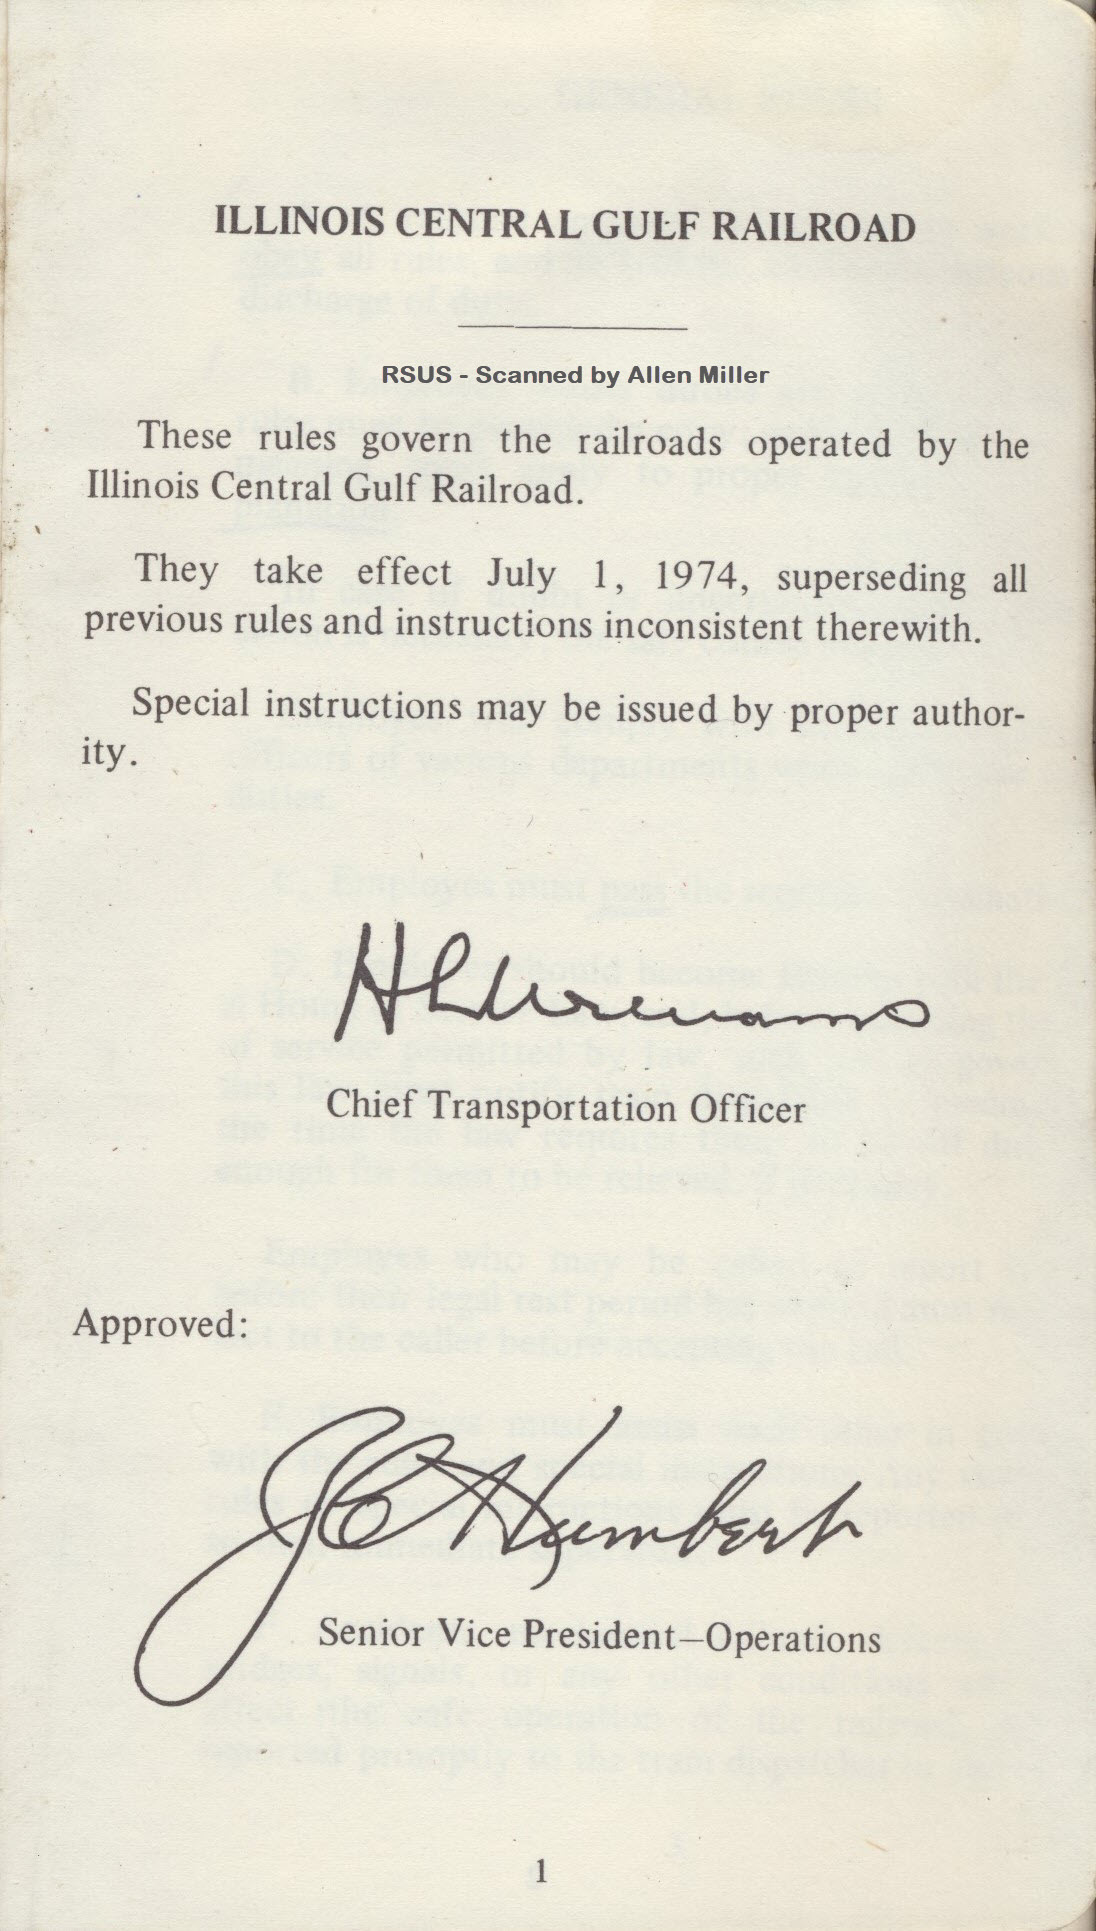 ILLINOIS CENTRAL GULF RAILROAD
RSUS - Scanned by Allen Miller
These rules govern the railroads operated by the
Illinois Central Gulf Railroad.
They take effect July 1, 1974, superseding all
previous rules and instructions inconsistent therewith.
Special instructions may be issued by proper author-
ity.
H L Williams
Chief Transportation Officer
Approved:
J C Humbert
Senior Vice President—Operations
1